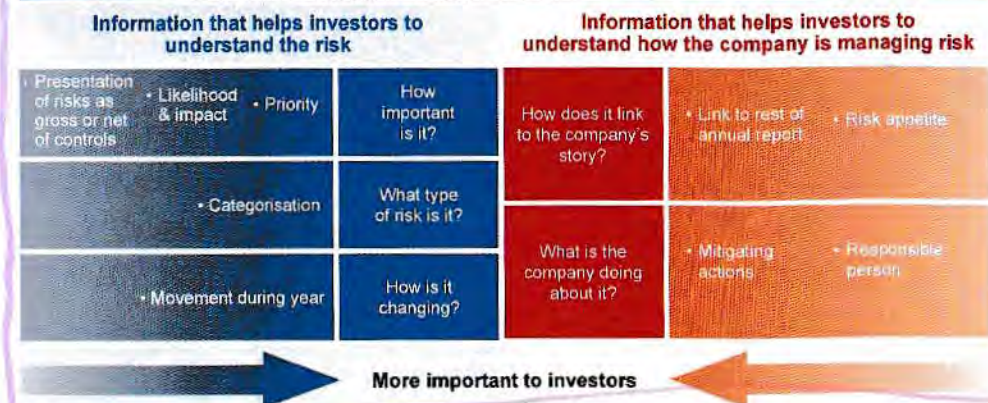 Information that helps investors to
understand the risk
Information that helps investors to
understand how the company is managing risk
• Presentation
of risks as
gross or net
of controls
• Likelihood
& impact
• Priority
How
important
is it?
How does it link
to the company's
story?
• Link to rest of
annual report
• Risk appetite
• Categorisation
What type
of risk is it?
What is the
company doing
about it?
• Mitigating
actions
• Responsible
person
• Movement during year
How is it
changing?
More important to investors